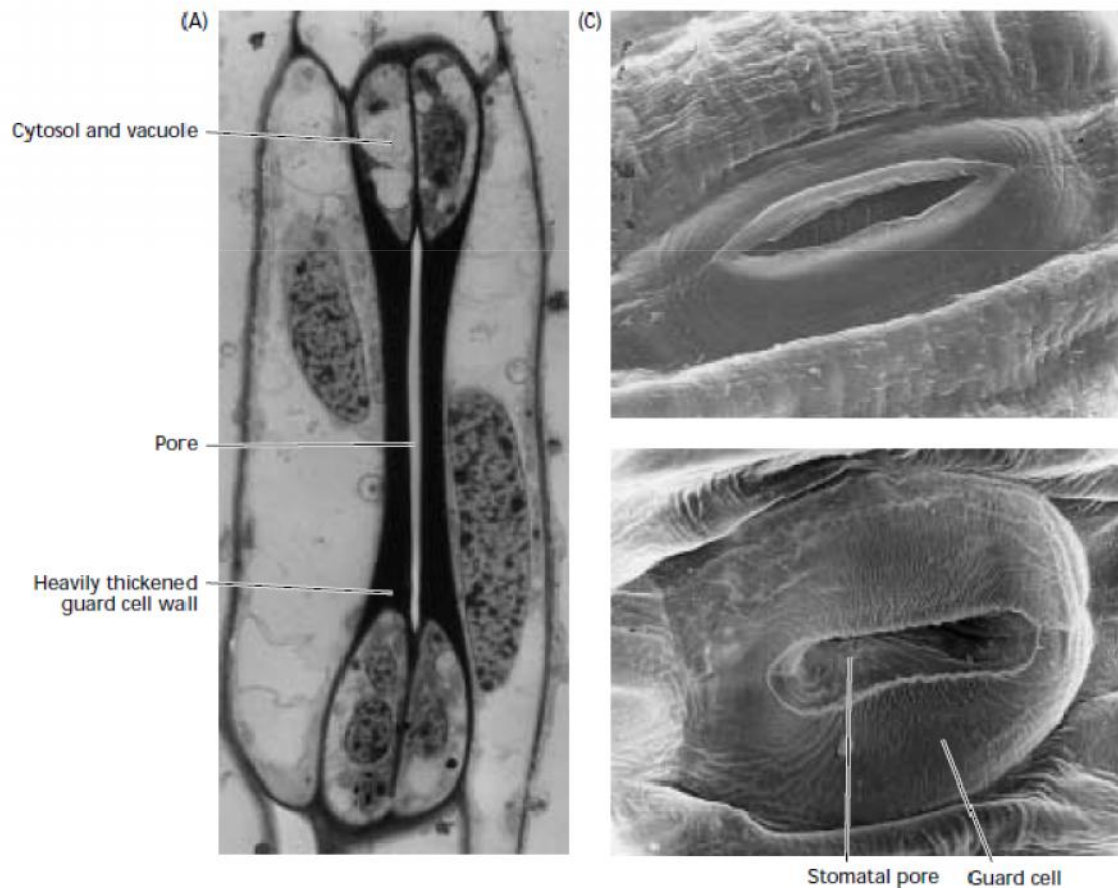 (A)
Cytosol and vacuole
Pore
Heavily thickened
guard cell wall
(C)
Stomatal pore
Guard cell